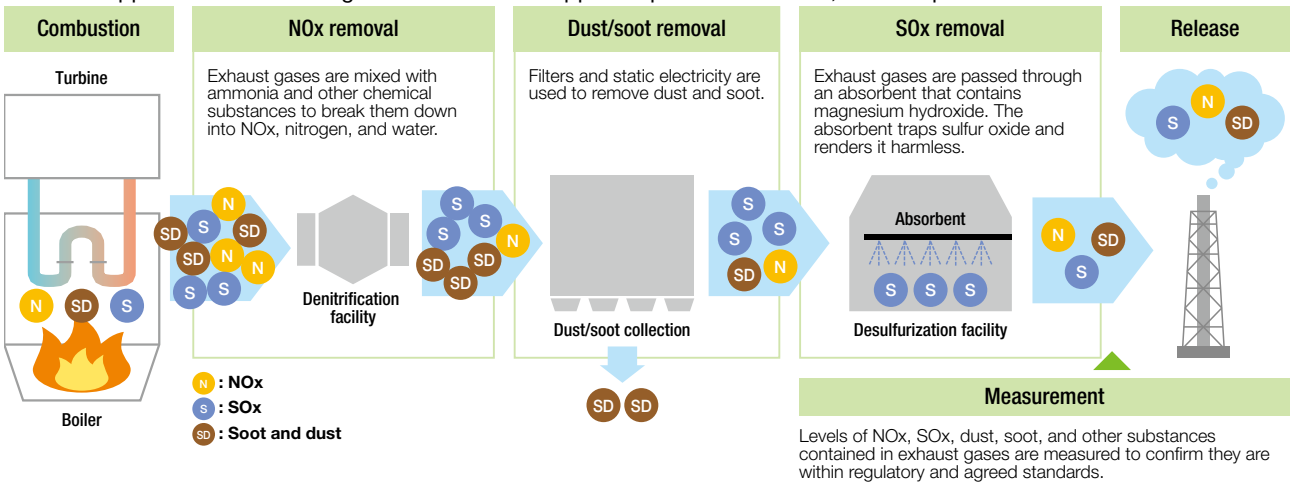 Combustion
NOx removal
Dust/soot removal
SOx removal
Release
Turbine
Exhaust gases are mixed with
ammonia and other chemical
substances to break them down
into NOx, nitrogen, and water.
Filters and static electricity are
used to remove dust and soot.
Exhaust gases are passed through
an absorbent that contains
magnesium hydroxide. The
absorbent traps sulfur oxide and
renders it harmless.
N
S
SD
N
SD
S
SD
SD
N
N
S
S
S
S
S
N
SD
SD
SD
S
S
S
SD
N
Absorbent
S S S
N
SD
S
N SD S
Denitrification
facility
Dust/soot collection
Desulfurization facility
Boiler
N : NOx
S : SOx
SD : Soot and dust
SD SD
Measurement
Levels of NOx, SOx, dust, soot, and other substances
contained in exhaust gases are measured to confirm they are
within regulatory and agreed standards.